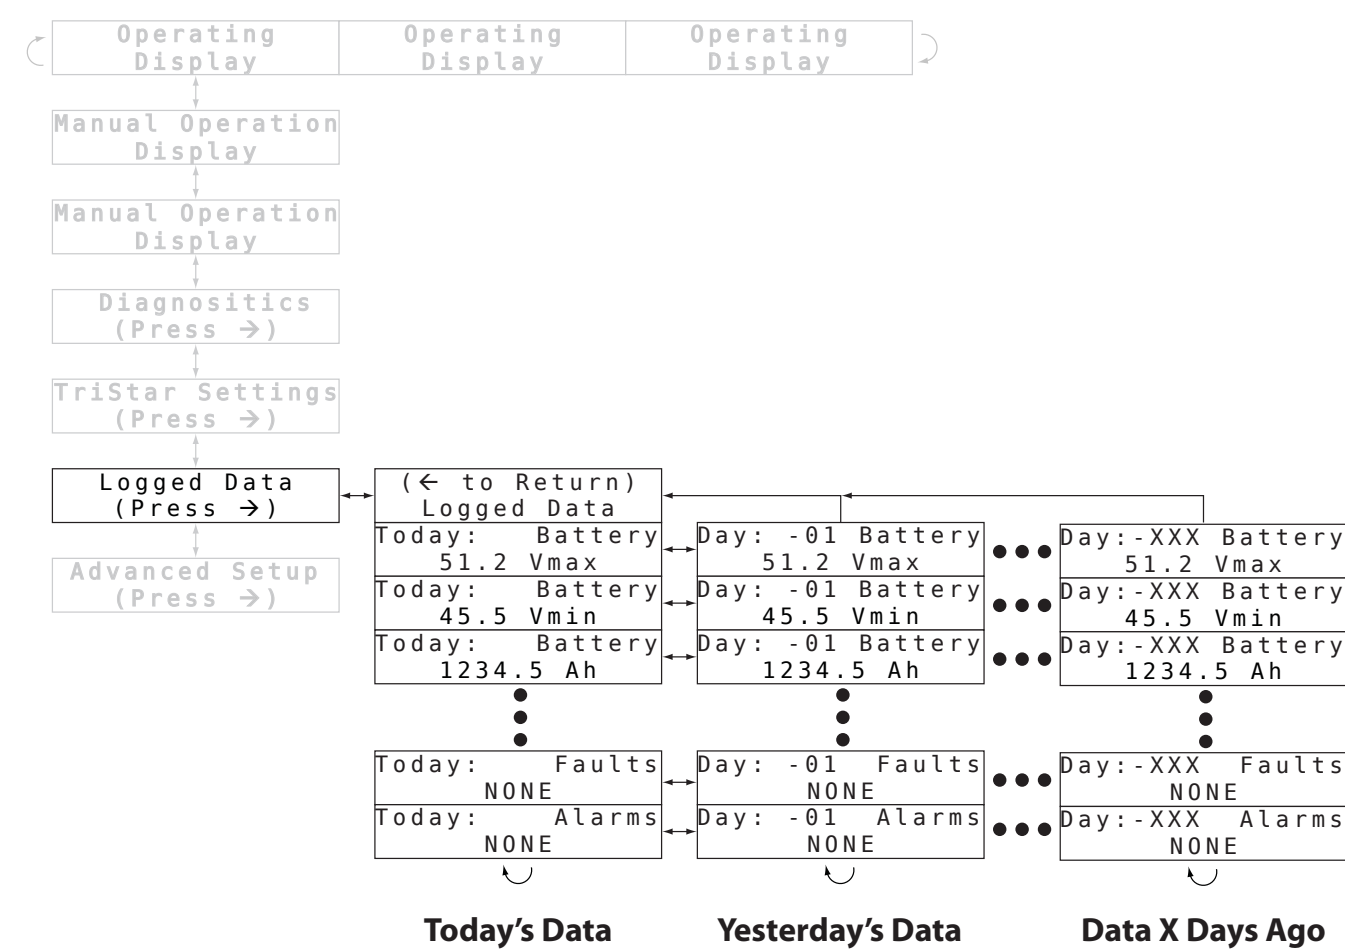 Operating
Display
Operating
Display
Operating
Display
Manual Operation
Display
Manual Operation
Display
Diagnositics
(Press →)
TriStar Settings
(Press →)
Logged Data
(Press →)
Advanced Setup
(Press →)
(← to Return)
Logged Data
Today: Battery
51.2 Vmax
Today: Battery
45.5 Vmin
Today: Battery
1234.5 Ah
Today: Faults
NONE
Today: Alarms
NONE
Today's Data
Day: -01 Battery
51.2 Vmax
Day: -01 Battery
45.5 Vmin
Day: -01 Battery
1234.5 Ah
Day: -01 Faults
NONE
Day: -01 Alarms
NONE
Yesterday's Data
Day:-XXX Battery
51.2 Vmax
Day:-XXX Battery
45.5 Vmin
Day:-XXX Battery
1234.5 Ah
Day:-XXX Faults
NONE
Day:-XXX Alarms
NONE
Data X Days Ago